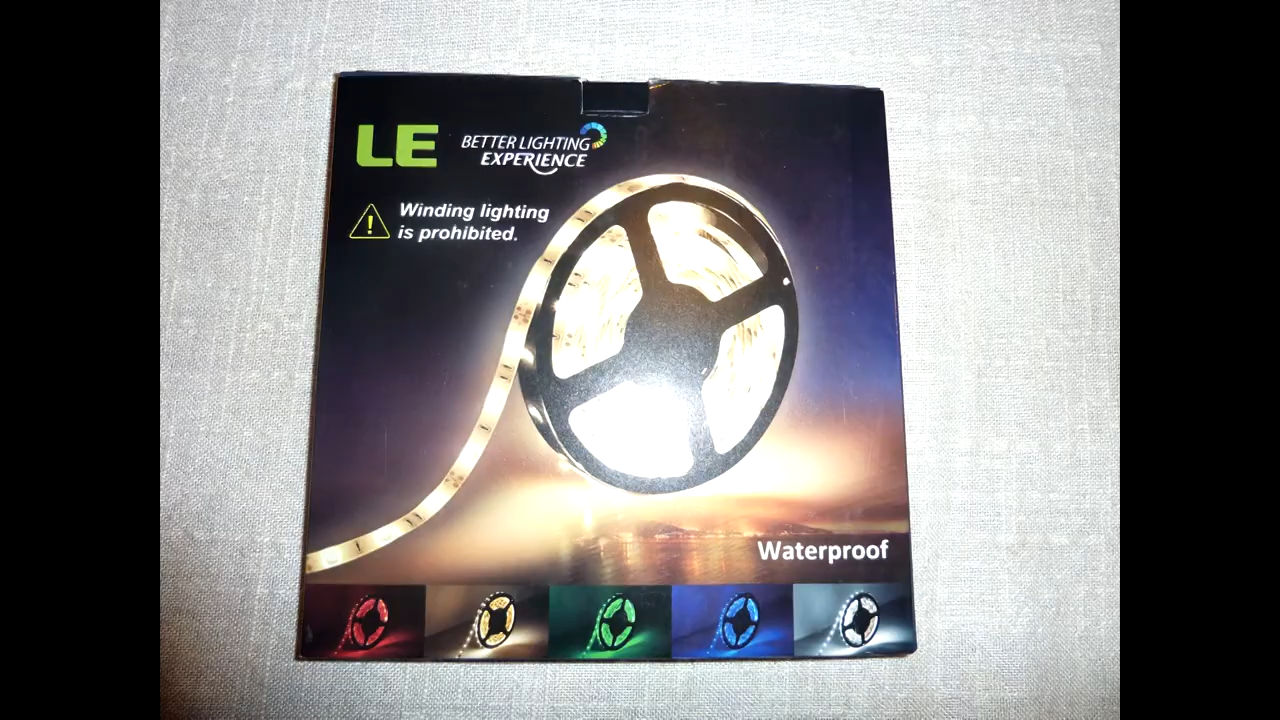 LE
BETTER LIGHTING
EXPERIENCE
Winding lighting
is prohibited.
Waterproof